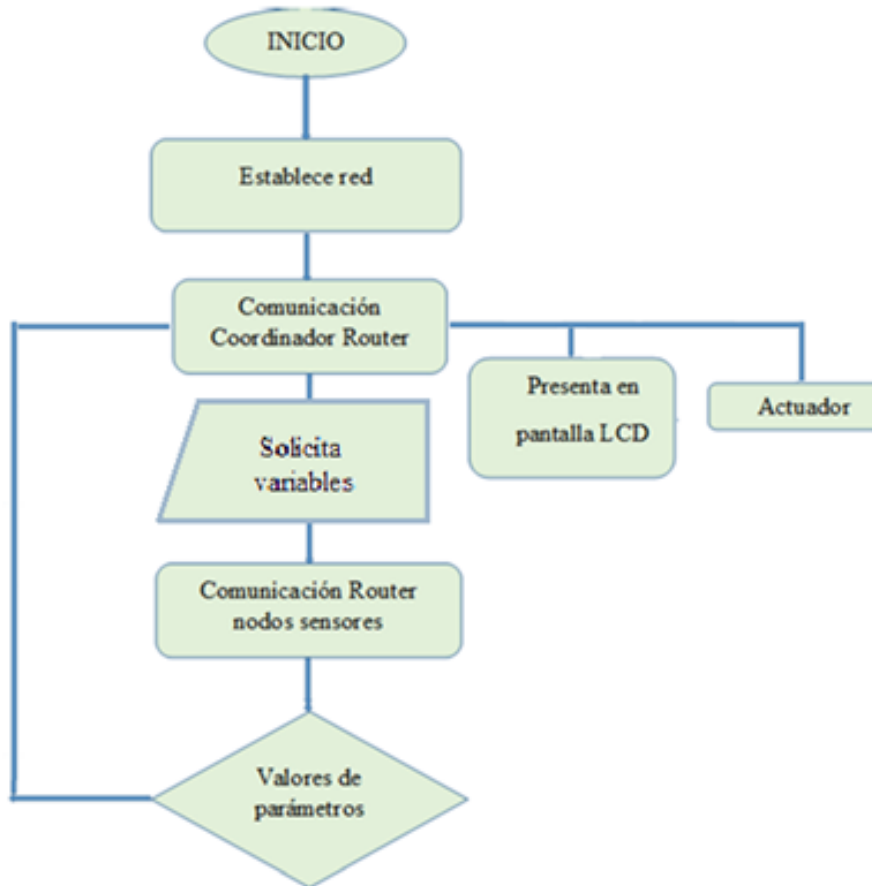 INICIO
Establece red
Comunicación
Coordinador Router
Presenta en
pantalla LCD
Actuador
Solicita
variables
Comunicación Router
nodos sensores
Valores de
parámetros